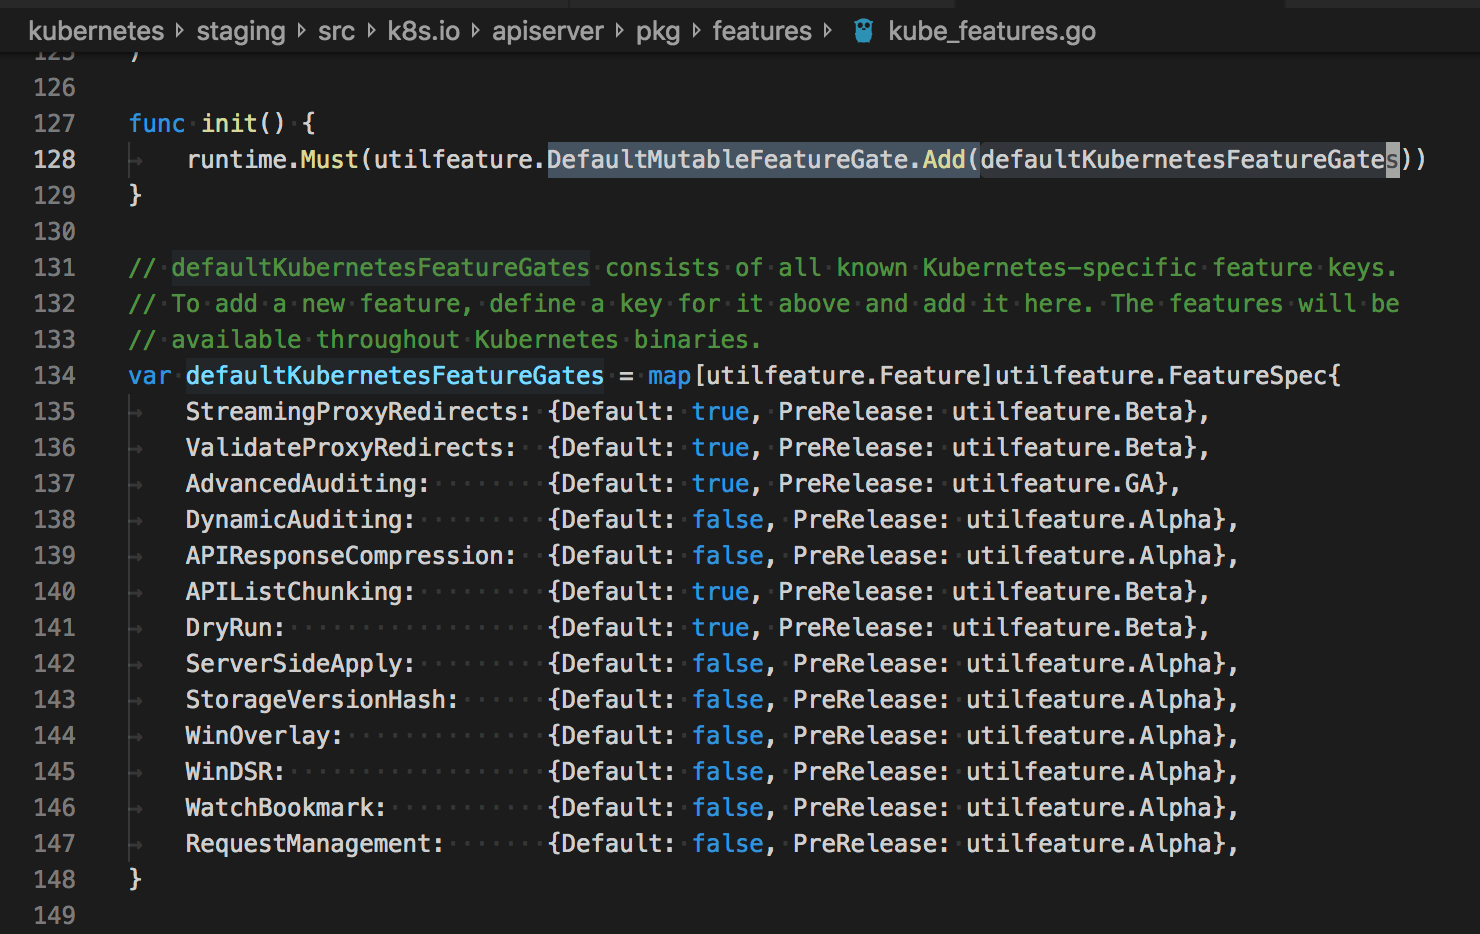 kubernetes staging src k8s.io apiserver pkg features kube_features.go
125 )
126
127 func init() {
128 runtime.Must(utilfeature.DefaultMutableFeatureGate.Add(defaultKubernetesFeatureGates))
129 }
130
131 // defaultKubernetesFeatureGates consists of all known Kubernetes-specific feature keys.
132 // To add a new feature, define a key for it above and add it here. The features will be
133 // available throughout Kubernetes binaries.
134 var defaultKubernetesFeatureGates = map[utilfeature.Feature]utilfeature.FeatureSpec{
135 StreamingProxyRedirects: {Default: true, PreRelease: utilfeature.Beta},
136 ValidateProxyRedirects: {Default: true, PreRelease: utilfeature.Beta},
137 AdvancedAuditing: {Default: true, PreRelease: utilfeature.GA},
138 DynamicAuditing: {Default: false, PreRelease: utilfeature.Alpha},
139 APIResponseCompression: {Default: false, PreRelease: utilfeature.Alpha},
140 APIListChunking: {Default: true, PreRelease: utilfeature.Beta},
141 DryRun: {Default: true, PreRelease: utilfeature.Beta},
142 ServerSideApply: {Default: false, PreRelease: utilfeature.Alpha},
143 StorageVersionHash: {Default: false, PreRelease: utilfeature.Alpha},
144 WinOverlay: {Default: false, PreRelease: utilfeature.Alpha},
145 WinDSR: {Default: false, PreRelease: utilfeature.Alpha},
146 WatchBookmark: {Default: false, PreRelease: utilfeature.Alpha},
147 RequestManagement: {Default: false, PreRelease: utilfeature.Alpha},
148 }
149